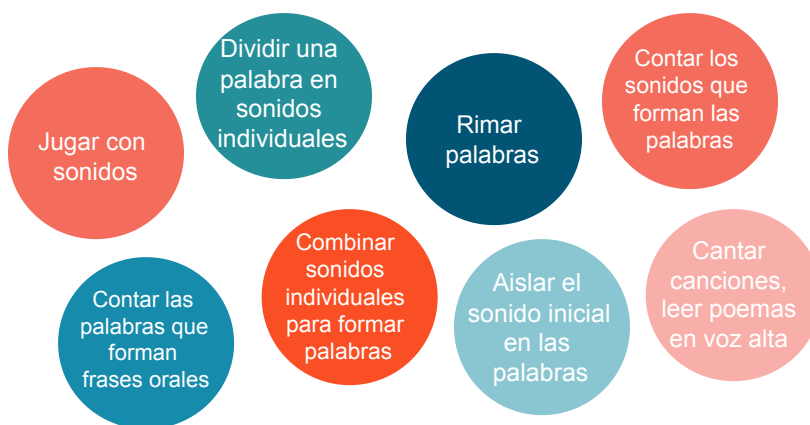 Jugar con
sonidos
Dividir una
palabra en
sonidos
individuales
Rimar
palabras
Contar los
sonidos que
forman las
palabras
Contar las
palabras que
forman
frases orales
Combinar
sonidos
individuales
para formar
palabras
Aislar el
sonido inicial
en las
palabras
Cantar
canciones,
leer poemas
en voz alta